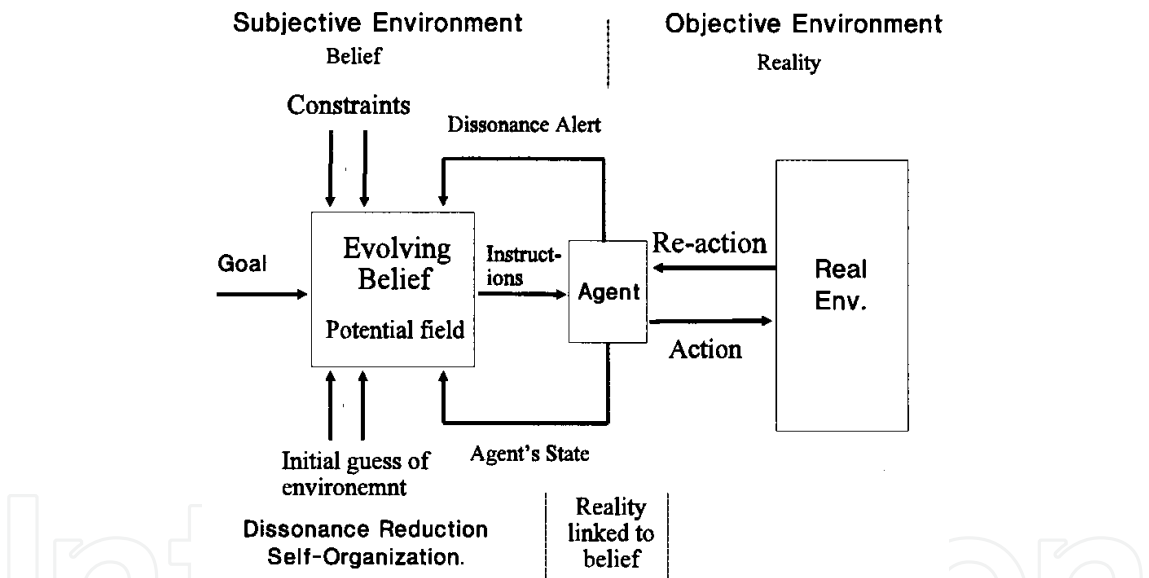 Subjective Environment
Objective Environment
Belief
Reality
Constraints
Dissonance Alert
Evolving
Belief
Potential field
Goal
Instruct-
ions
Agent
Re-action
Action
Real
Env.
Agent's State
Initial guess of
environemnt
Dissonance Reduction
Self-Organization.
Reality
linked to
belief